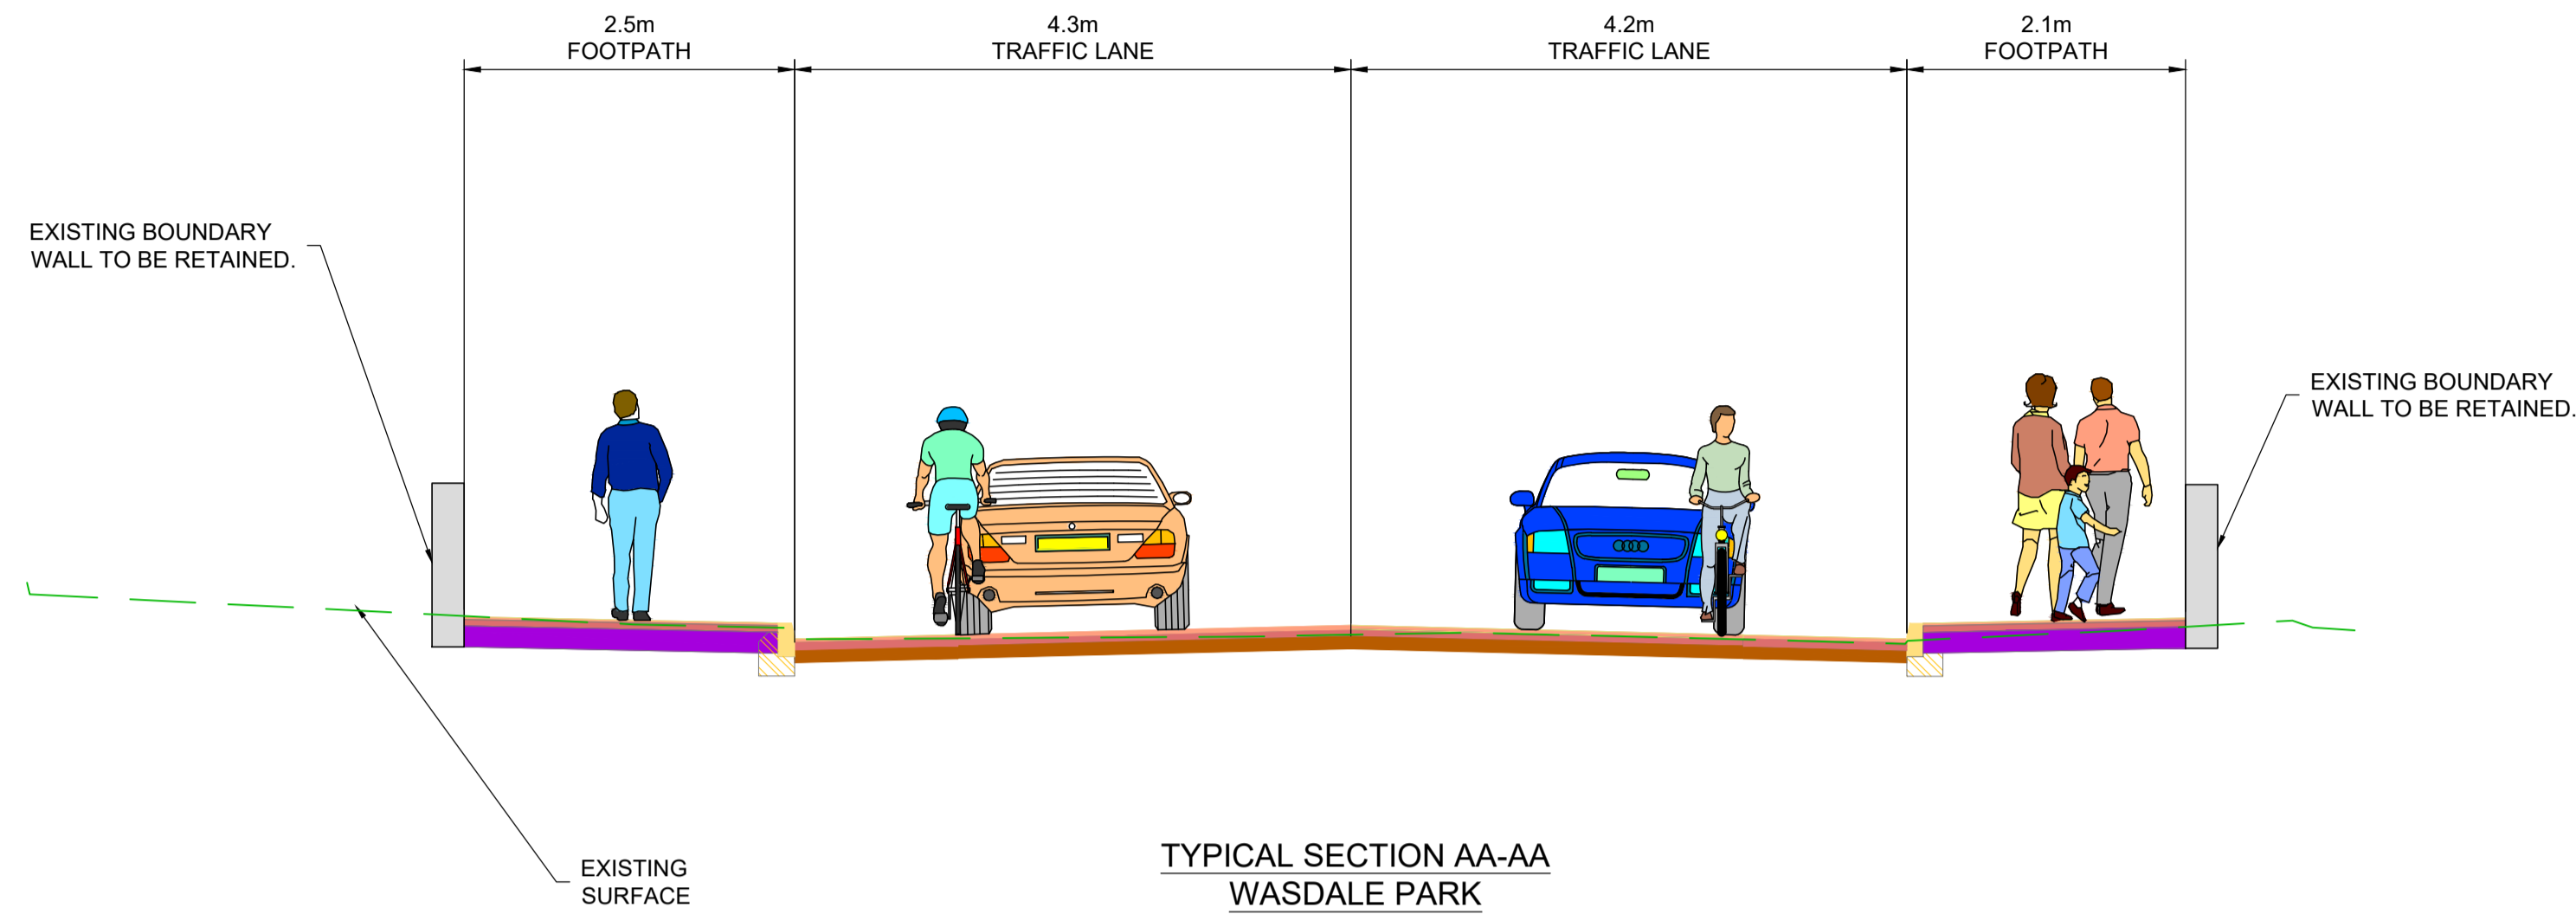 2.5m
FOOTPATH
4.3m
TRAFFIC LANE
4.2m
TRAFFIC LANE
2.1m
FOOTPATH
EXISTING BOUNDARY
WALL TO BE RETAINED.
EXISTING BOUNDARY
WALL TO BE RETAINED.
EXISTING
SURFACE
TYPICAL SECTION AA-AA
WASDALE PARK